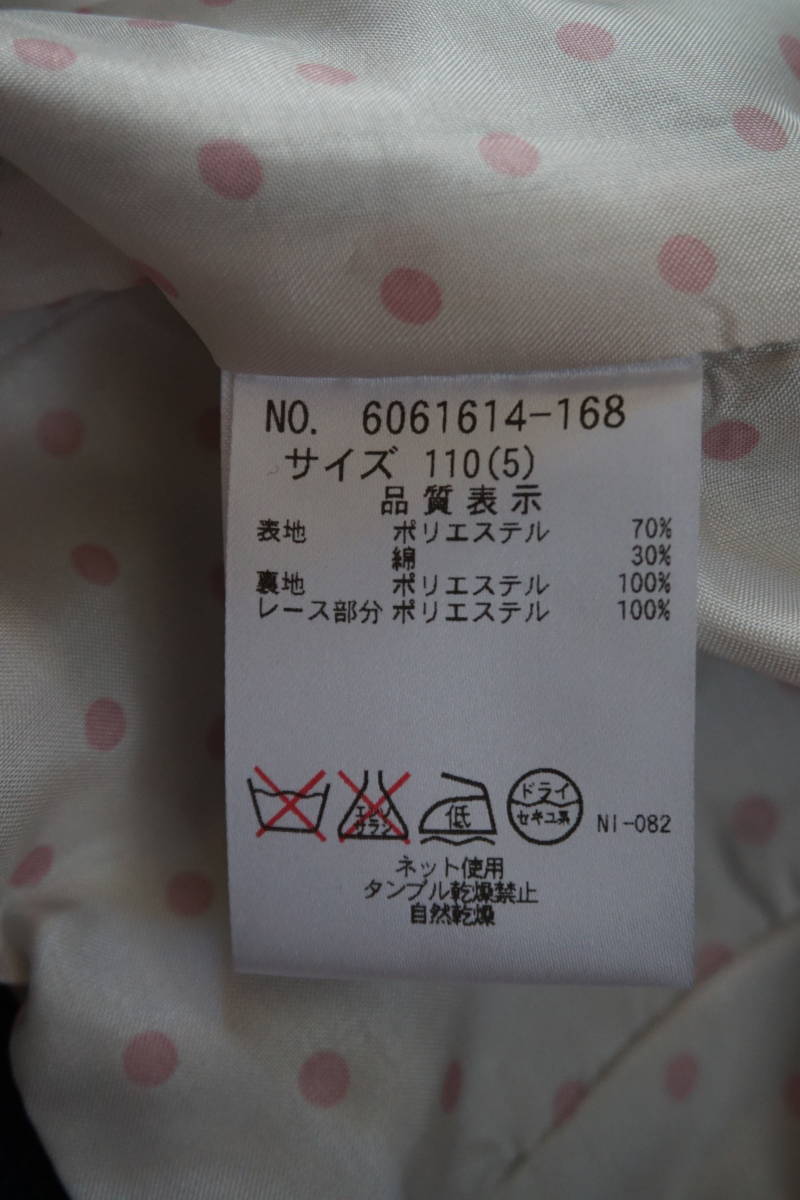 NO. 6061614-168
サイズ 110(5)
品質表示
表地 ポリエステル 70%
綿 30%
裏地 ポリエステル 100%
レース部分 ポリエステル 100%
エンソ サラシ 低 ドライ セキユ系 NI-082
ネット使用
タンブル乾燥禁止
自然乾燥